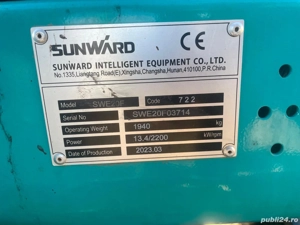 SUNWARD CE
SUNWARD INTELLIGENT EQUIPMENT CO., LTD.
No.1335,Liangtang Road,Xingsha,Changsha,Hunan,410100,P.R.China
Model SWE20F Code 722
Serial No. SWE20F03714
Operating Weight 1940 kg
Power 13.4/2200 kW/rpm
Date of Production 2023.03
© publi24.ro